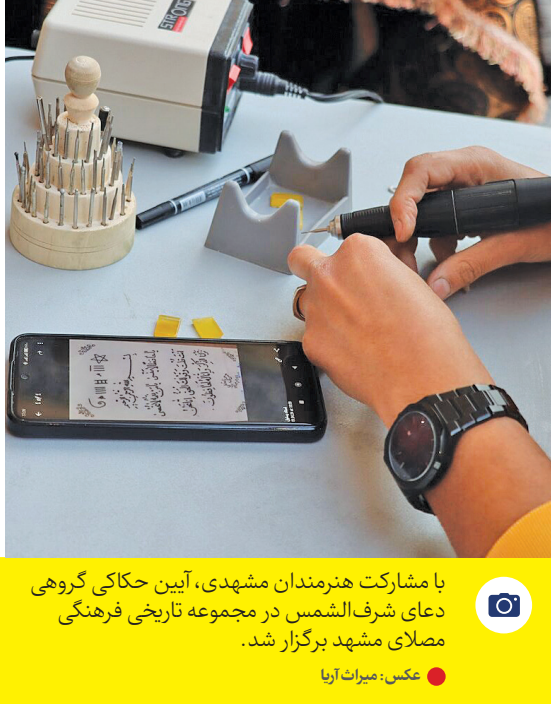 STRONG
با مشارکت هنرمندان مشهدی، آیین حکاکی گروهی
دعای شرف‌الشمس در مجموعه تاریخی فرهنگی
مصلای مشهد برگزار شد.
عکس: میراث‌آریا